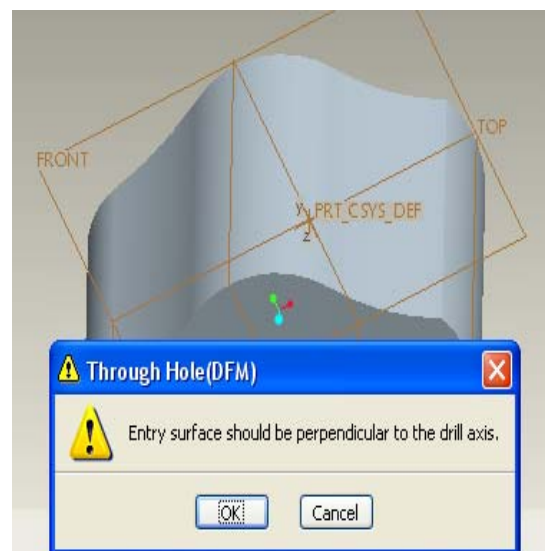 TOP
FRONT
y
PRT_CSYS_DEF
z
Through Hole(DFM)
Entry surface should be perpendicular to the drill axis.
OK
Cancel